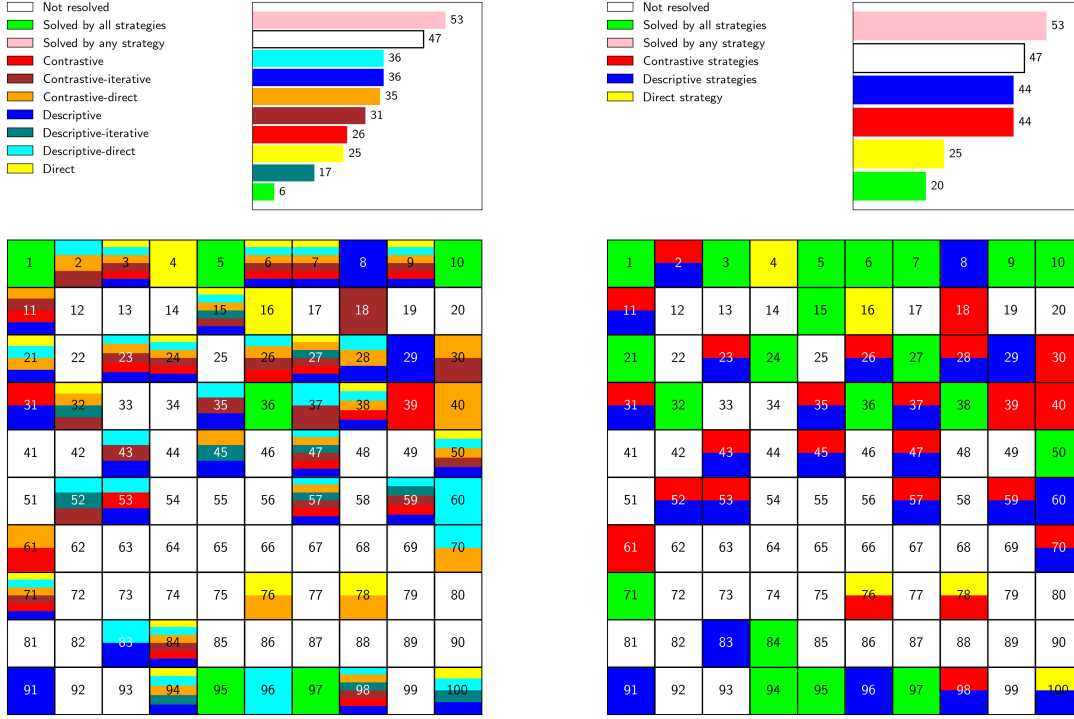 Not resolved
Solved by all strategies
Solved by any strategy
Contrastive
Contrastive-iterative
Contrastive-direct
Descriptive
Descriptive-iterative
Descriptive-direct
Direct
53
47
36
36
35
31
26
25
17
6
1 2 3 4 5 6 7 8 9 10
11 12 13 14 15 16 17 18 19 20
21 22 23 24 25 26 27 28 29 30
31 32 33 34 35 36 37 38 39 40
41 42 43 44 45 46 47 48 49 50
51 52 53 54 55 56 57 58 59 60
61 62 63 64 65 66 67 68 69 70
71 72 73 74 75 76 77 78 79 80
81 82 83 84 85 86 87 88 89 90
91 92 93 94 95 96 97 98 99 100
Not resolved
Solved by all strategies
Solved by any strategy
Contrastive strategies
Descriptive strategies
Direct strategy
53
47
44
44
25
20
1 2 3 4 5 6 7 8 9 10
11 12 13 14 15 16 17 18 19 20
21 22 23 24 25 26 27 28 29 30
31 32 33 34 35 36 37 38 39 40
41 42 43 44 45 46 47 48 49 50
51 52 53 54 55 56 57 58 59 60
61 62 63 64 65 66 67 68 69 70
71 72 73 74 75 76 77 78 79 80
81 82 83 84 85 86 87 88 89 90
91 92 93 94 95 96 97 98 99 100